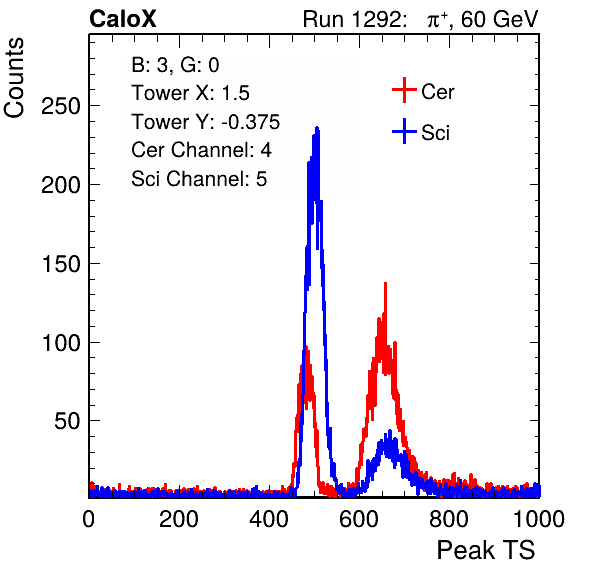 CaloX Run 1292: π⁺, 60 GeV
Counts
B: 3, G: 0
Tower X: 1.5
Tower Y: -0.375
Cer Channel: 4
Sci Channel: 5
Cer
Sci
250
200
150
100
50
0 200 400 600 800 1000
Peak TS